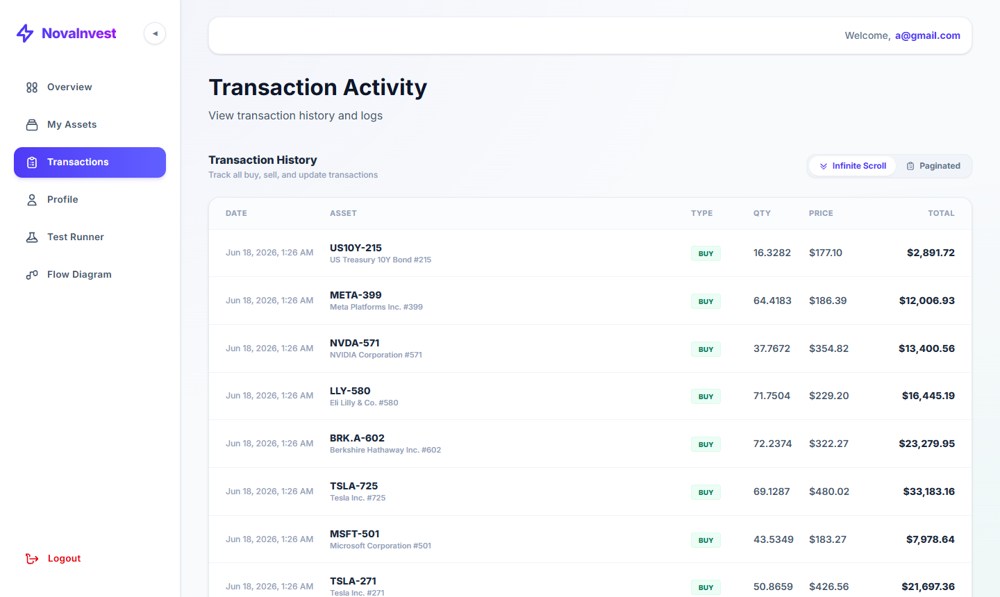 NovaInvest
Overview
My Assets
Transactions
Profile
Test Runner
Flow Diagram
Logout
Welcome, a@gmail.com
Transaction Activity
View transaction history and logs
Transaction History
Track all buy, sell, and update transactions
Infinite Scroll Paginated
DATE ASSET TYPE QTY PRICE TOTAL
Jun 18, 2026, 1:26 AM US10Y-215 BUY 16.3282 $177.10 $2,891.72
US Treasury 10Y Bond #215
Jun 18, 2026, 1:26 AM META-399 BUY 64.4183 $186.39 $12,006.93
Meta Platforms Inc. #399
Jun 18, 2026, 1:26 AM NVDA-571 BUY 37.7672 $354.82 $13,400.56
NVIDIA Corporation #571
Jun 18, 2026, 1:26 AM LLY-580 BUY 71.7504 $229.20 $16,445.19
Eli Lilly & Co. #580
Jun 18, 2026, 1:26 AM BRK.A-602 BUY 72.2374 $322.27 $23,279.95
Berkshire Hathaway Inc. #602
Jun 18, 2026, 1:26 AM TSLA-725 BUY 69.1287 $480.02 $33,183.16
Tesla Inc. #725
Jun 18, 2026, 1:26 AM MSFT-501 BUY 43.5349 $183.27 $7,978.64
Microsoft Corporation #501
Jun 18, 2026, 1:26 AM TSLA-271 BUY 50.8659 $426.56 $21,697.36
Tesla Inc. #271